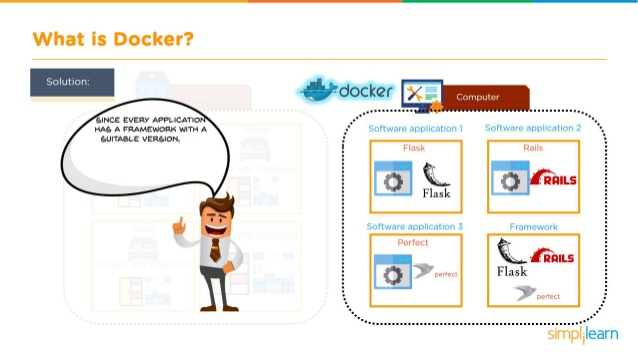 What is Docker?
Solution:
SINCE EVERY APPLICATION
HAS A FRAMEWORK WITH A
SUITABLE VERSION,
docker
Computer
Software application 1
Software application 2
Flask
Rails
Flask
RAILS
Software application 3
Framework
Perfect
perfect
Flask
RAILS
perfect
simplilearn